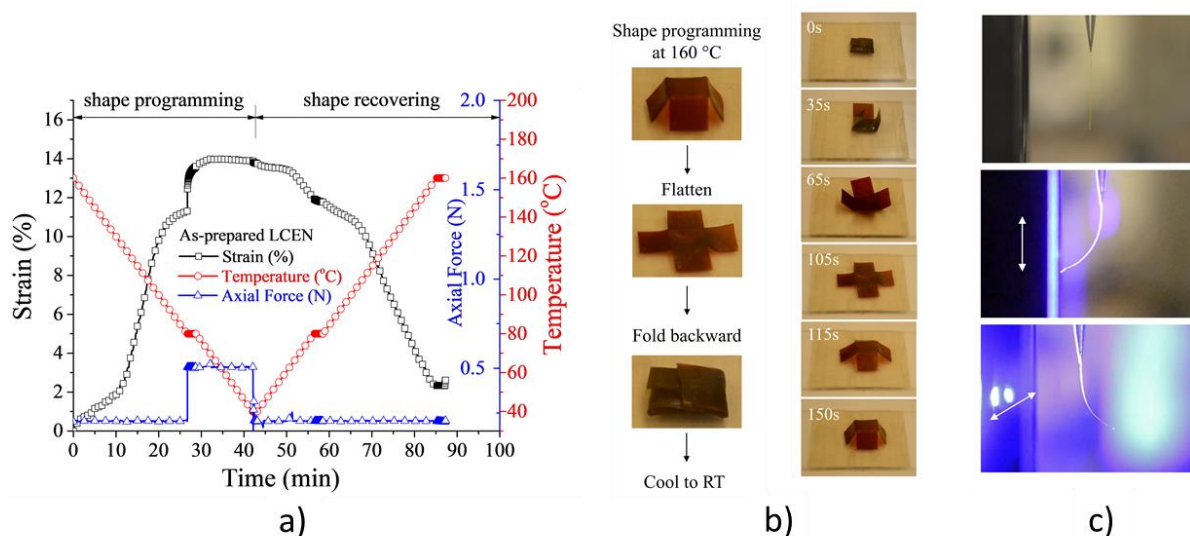 shape programming
shape recovering
As-prepared LCEN
Strain (%)
Temperature (°C)
Axial Force (N)
Strain (%)
16
14
12
10
8
6
4
2
0
0 10 20 30 40 50 60 70 80 90 100
Time (min)
2.0
1.5
1.0
0.5
Axial Force (N)
200
180
160
140
120
100
80
60
40
Temperature (°C)
a)
Shape programming
at 160 °C
Flatten
Fold backward
Cool to RT
0s
35s
65s
105s
115s
150s
b)
c)